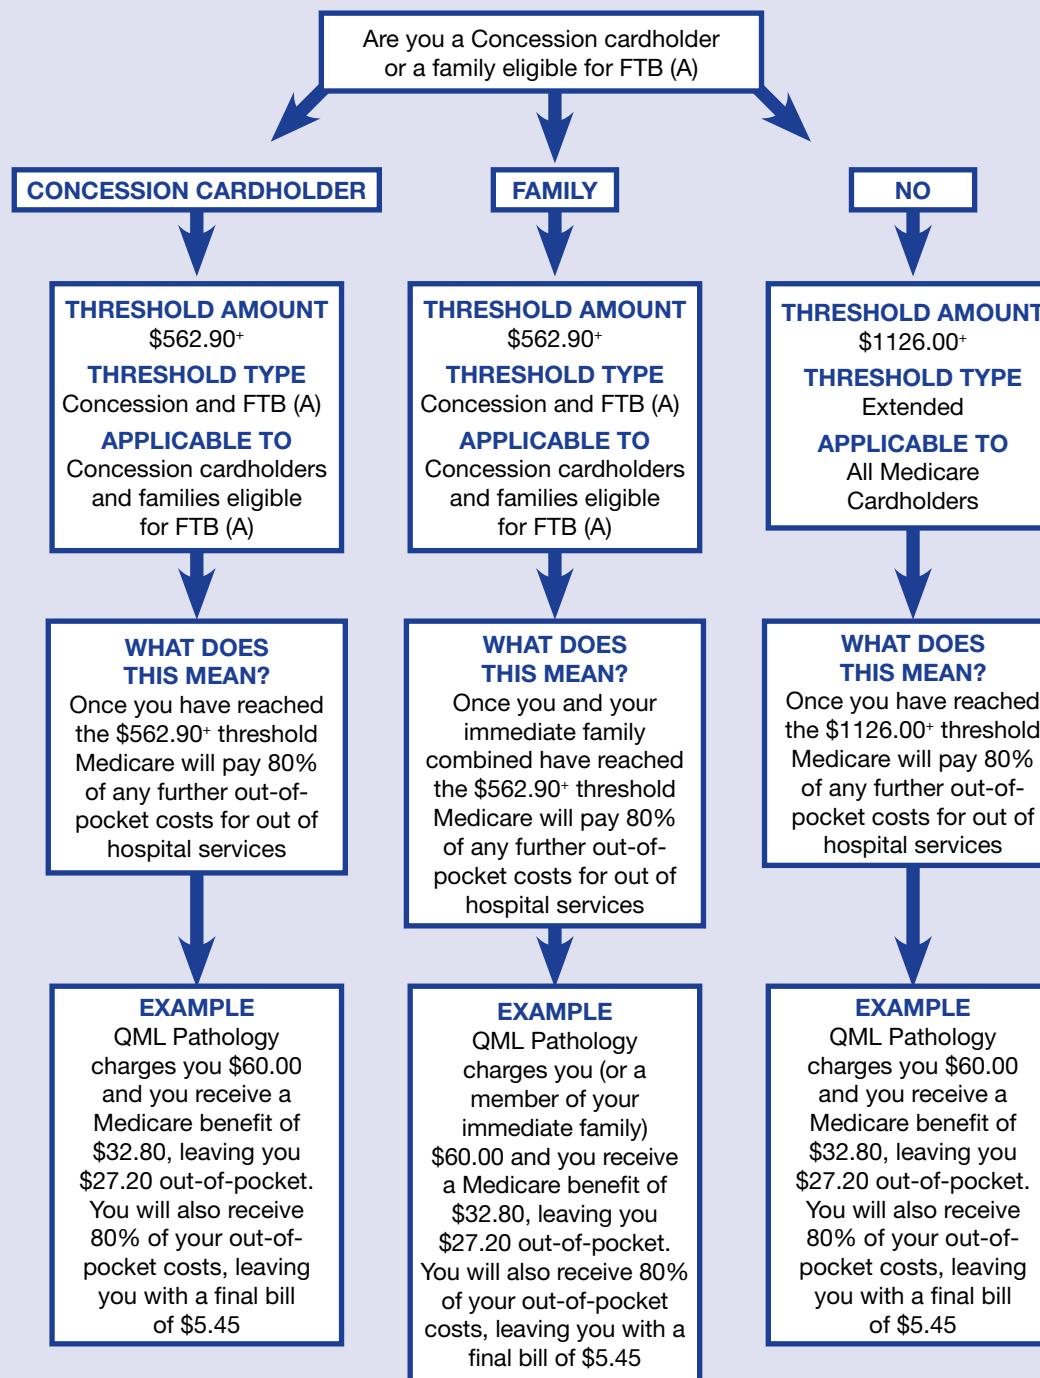 Are you a Concession cardholder
or a family eligible for FTB (A)
CONCESSION CARDHOLDER
FAMILY
NO
THRESHOLD AMOUNT
$562.90+
THRESHOLD TYPE
Concession and FTB (A)
APPLICABLE TO
Concession cardholders
and families eligible
for FTB (A)
THRESHOLD AMOUNT
$562.90+
THRESHOLD TYPE
Concession and FTB (A)
APPLICABLE TO
Concession cardholders
and families eligible
for FTB (A)
THRESHOLD AMOUNT
$1126.00+
THRESHOLD TYPE
Extended
APPLICABLE TO
All Medicare
Cardholders
WHAT DOES
THIS MEAN?
Once you have reached
the $562.90+ threshold
Medicare will pay 80%
of any further out-of-
pocket costs for out of
hospital services
WHAT DOES
THIS MEAN?
Once you and your
immediate family
combined have reached
the $562.90+ threshold
Medicare will pay 80%
of any further out-of-
pocket costs for out of
hospital services
WHAT DOES
THIS MEAN?
Once you have reached
the $1126.00+ threshold
Medicare will pay 80%
of any further out-of-
pocket costs for out of
hospital services
EXAMPLE
QML Pathology
charges you $60.00
and you receive a
Medicare benefit of
$32.80, leaving you
$27.20 out-of-pocket.
You will also receive
80% of your out-of-
pocket costs, leaving
you with a final bill
of $5.45
EXAMPLE
QML Pathology
charges you (or a
member of your
immediate family)
$60.00 and you receive
a Medicare benefit of
$32.80, leaving you
$27.20 out-of-pocket.
You will also receive 80%
of your out-of-pocket
costs, leaving you with a
final bill of $5.45
EXAMPLE
QML Pathology
charges you $60.00
and you receive a
Medicare benefit of
$32.80, leaving you
$27.20 out-of-pocket.
You will also receive
80% of your out-of-
pocket costs, leaving
you with a final bill
of $5.45